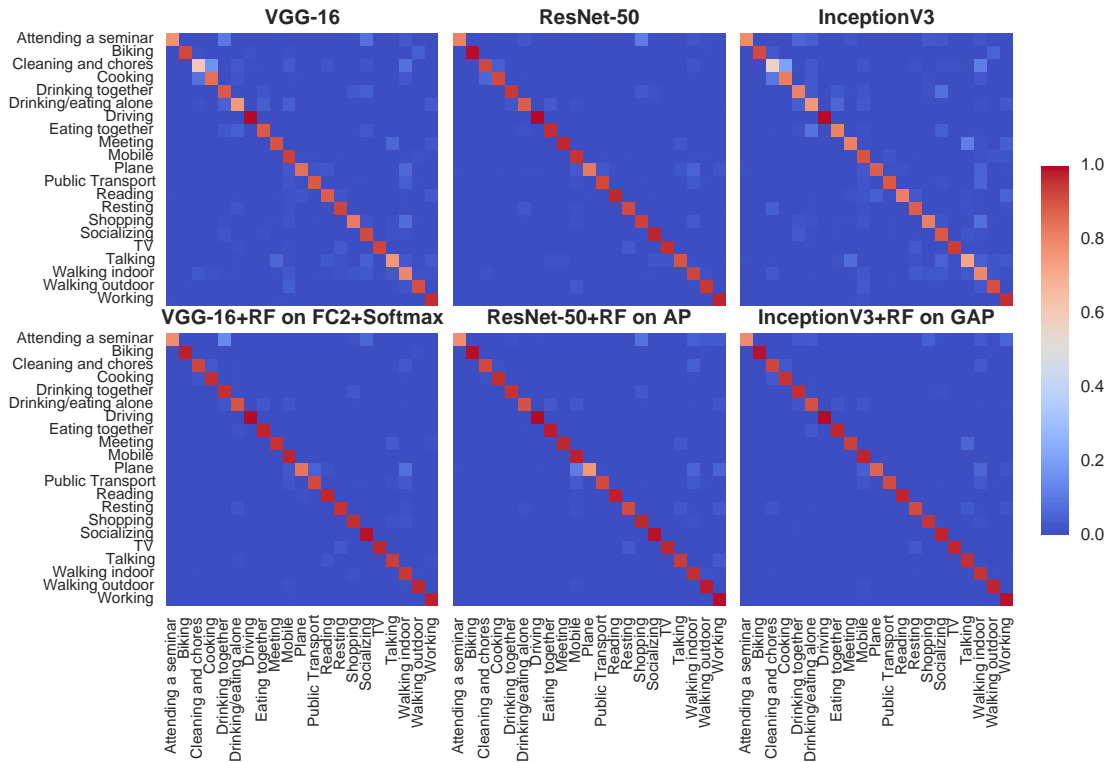 VGG-16 ResNet-50 InceptionV3
Attending a seminar
Biking
Cleaning and chores
Cooking
Drinking together
Drinking/eating alone
Driving
Eating together
Meeting
Mobile
Plane
Public Transport
Reading
Resting
Shopping
Socializing
TV
Talking
Walking indoor
Walking outdoor
Working
1.0
0.8
0.6
0.4
0.2
0.0
VGG-16+RF on FC2+Softmax ResNet-50+RF on AP InceptionV3+RF on GAP
Attending a seminar
Biking
Cleaning and chores
Cooking
Drinking together
Drinking/eating alone
Driving
Eating together
Meeting
Mobile
Plane
Public Transport
Reading
Resting
Shopping
Socializing
TV
Talking
Walking indoor
Walking outdoor
Working
Attending a seminar
Biking
Cleaning and chores
Cooking
Drinking together
Drinking/eating alone
Driving
Eating together
Meeting
Mobile
Plane
Public Transport
Reading
Resting
Shopping
Socializing
TV
Talking
Walking indoor
Walking outdoor
Working
Attending a seminar
Biking
Cleaning and chores
Cooking
Drinking together
Drinking/eating alone
Driving
Eating together
Meeting
Mobile
Plane
Public Transport
Reading
Resting
Shopping
Socializing
TV
Talking
Walking indoor
Walking outdoor
Working
Attending a seminar
Biking
Cleaning and chores
Cooking
Drinking together
Drinking/eating alone
Driving
Eating together
Meeting
Mobile
Plane
Public Transport
Reading
Resting
Shopping
Socializing
TV
Talking
Walking indoor
Walking outdoor
Working